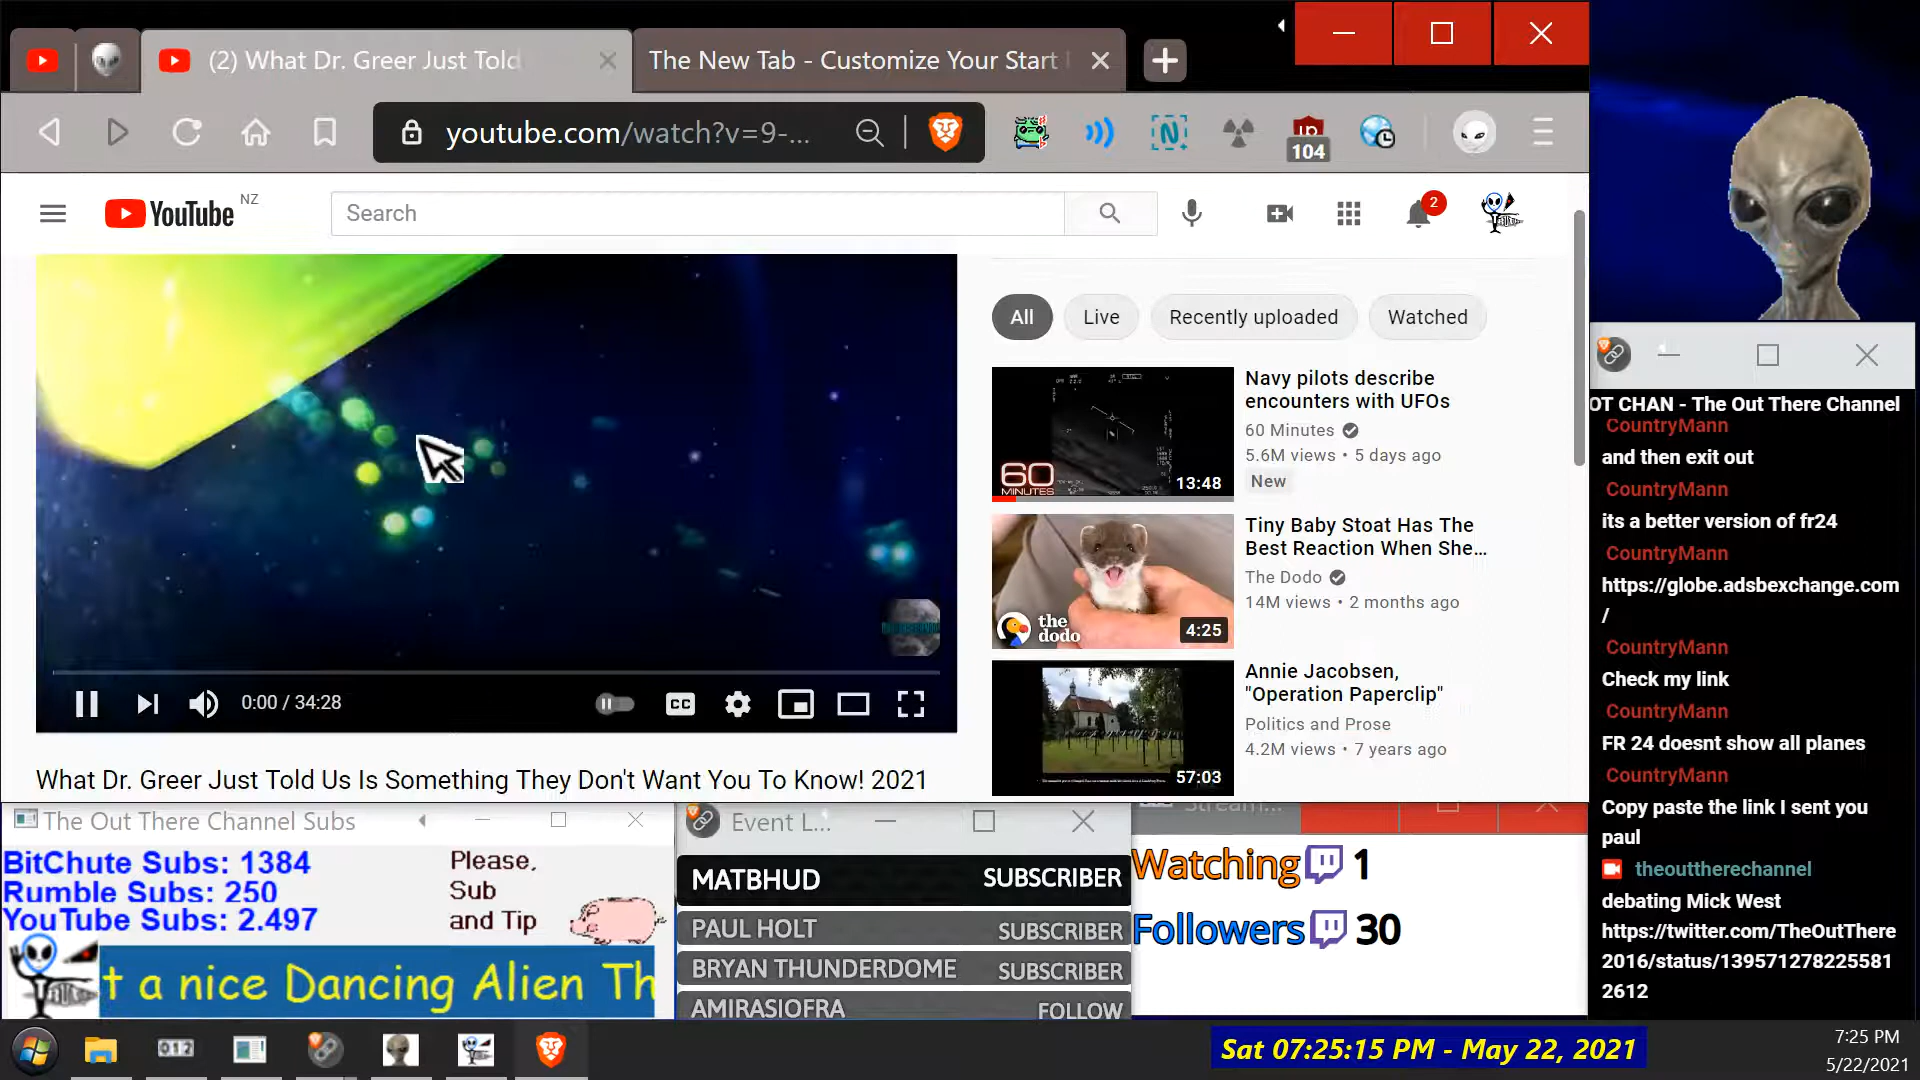 (2) What Dr. Greer Just Told
The New Tab - Customize Your Start
youtube.com/watch?v=9-...
104
YouTube NZ
Search
2
All
Live
Recently uploaded
Watched
Navy pilots describe
encounters with UFOs
60 Minutes
5.6M views • 5 days ago
New
60
MINUTES
13:48
Tiny Baby Stoat Has The
Best Reaction When She...
The Dodo
14M views • 2 months ago
the
dodo
4:25
Annie Jacobsen,
"Operation Paperclip"
Politics and Prose
4.2M views • 7 years ago
57:03
0:00 / 34:28
CC
What Dr. Greer Just Told Us Is Something They Don't Want You To Know! 2021
OT CHAN - The Out There Channel
CountryMann
and then exit out
CountryMann
its a better version of fr24
CountryMann
https://globe.adsbexchange.com
/
CountryMann
Check my link
CountryMann
FR 24 doesnt show all planes
CountryMann
Copy paste the link I sent you
paul
theouttherechannel
debating Mick West
https://twitter.com/TheOutThere
2016/status/139571278225581
2612
The Out There Channel Subs
BitChute Subs: 1384
Rumble Subs: 250
YouTube Subs: 2.497
Please,
Sub
and Tip
t a nice Dancing Alien Th
Event L...
MATBHUD SUBSCRIBER
PAUL HOLT SUBSCRIBER
BRYAN THUNDERDOME SUBSCRIBER
AMIRASIOFRA FOLLOW
Stream...
Watching 1
Followers 30
012
Sat 07:25:15 PM - May 22, 2021
7:25 PM
5/22/2021